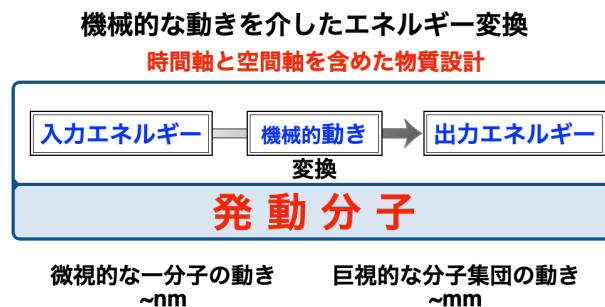 機械的な動きを介したエネルギー変換
時間軸と空間軸を含めた物質設計
入力エネルギー 機械的動き 出力エネルギー
変換
発動分子
微視的な一分子の動き 巨視的な分子集団の動き
~nm ~mm